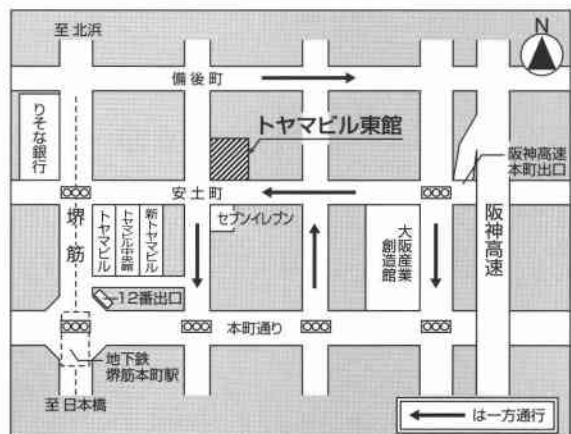 至 北浜
N
備後町
りそな銀行
トヤマビル東館
阪神高速
本町出口
安土町
堺筋
トヤマビル
トヤマビル中央館
新トヤマビル
セブンイレブン
大阪産業
創造館
阪神高速
12番出口
本町通り
地下鉄
堺筋本町駅
至 日本橋
は一方通行